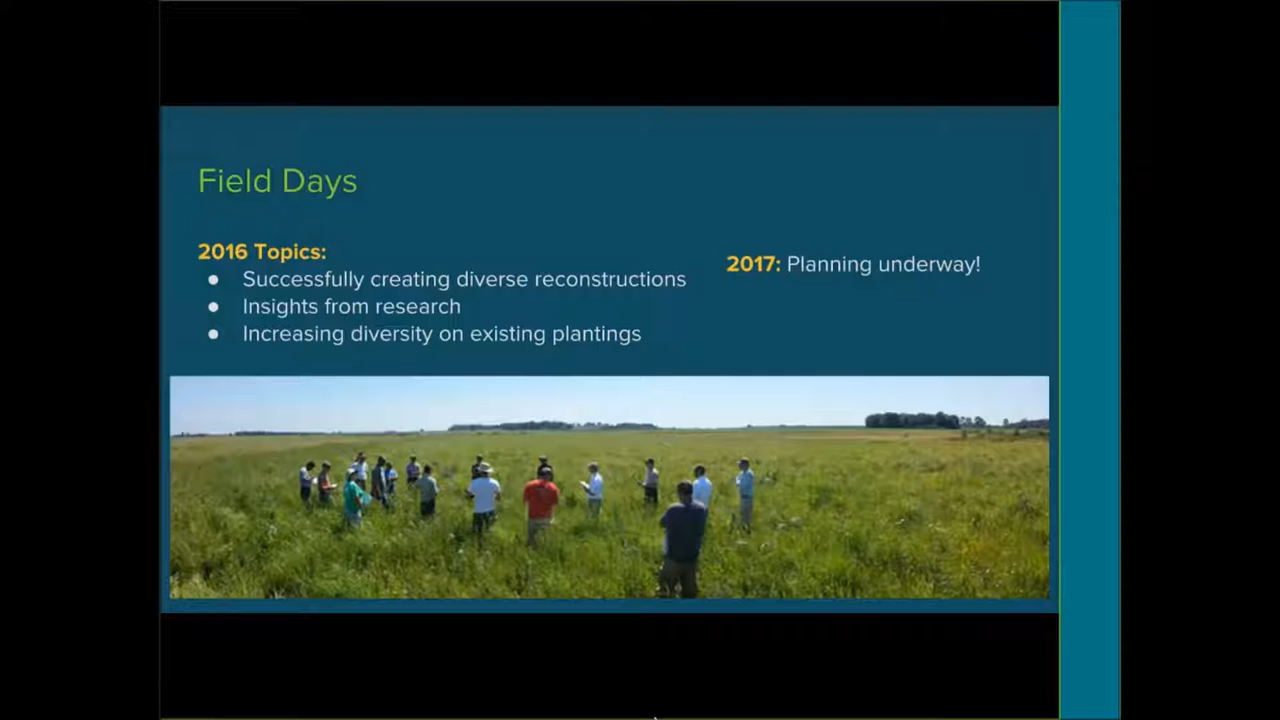 Field Days
2016 Topics:
● Successfully creating diverse reconstructions
● Insights from research
● Increasing diversity on existing plantings
2017: Planning underway!